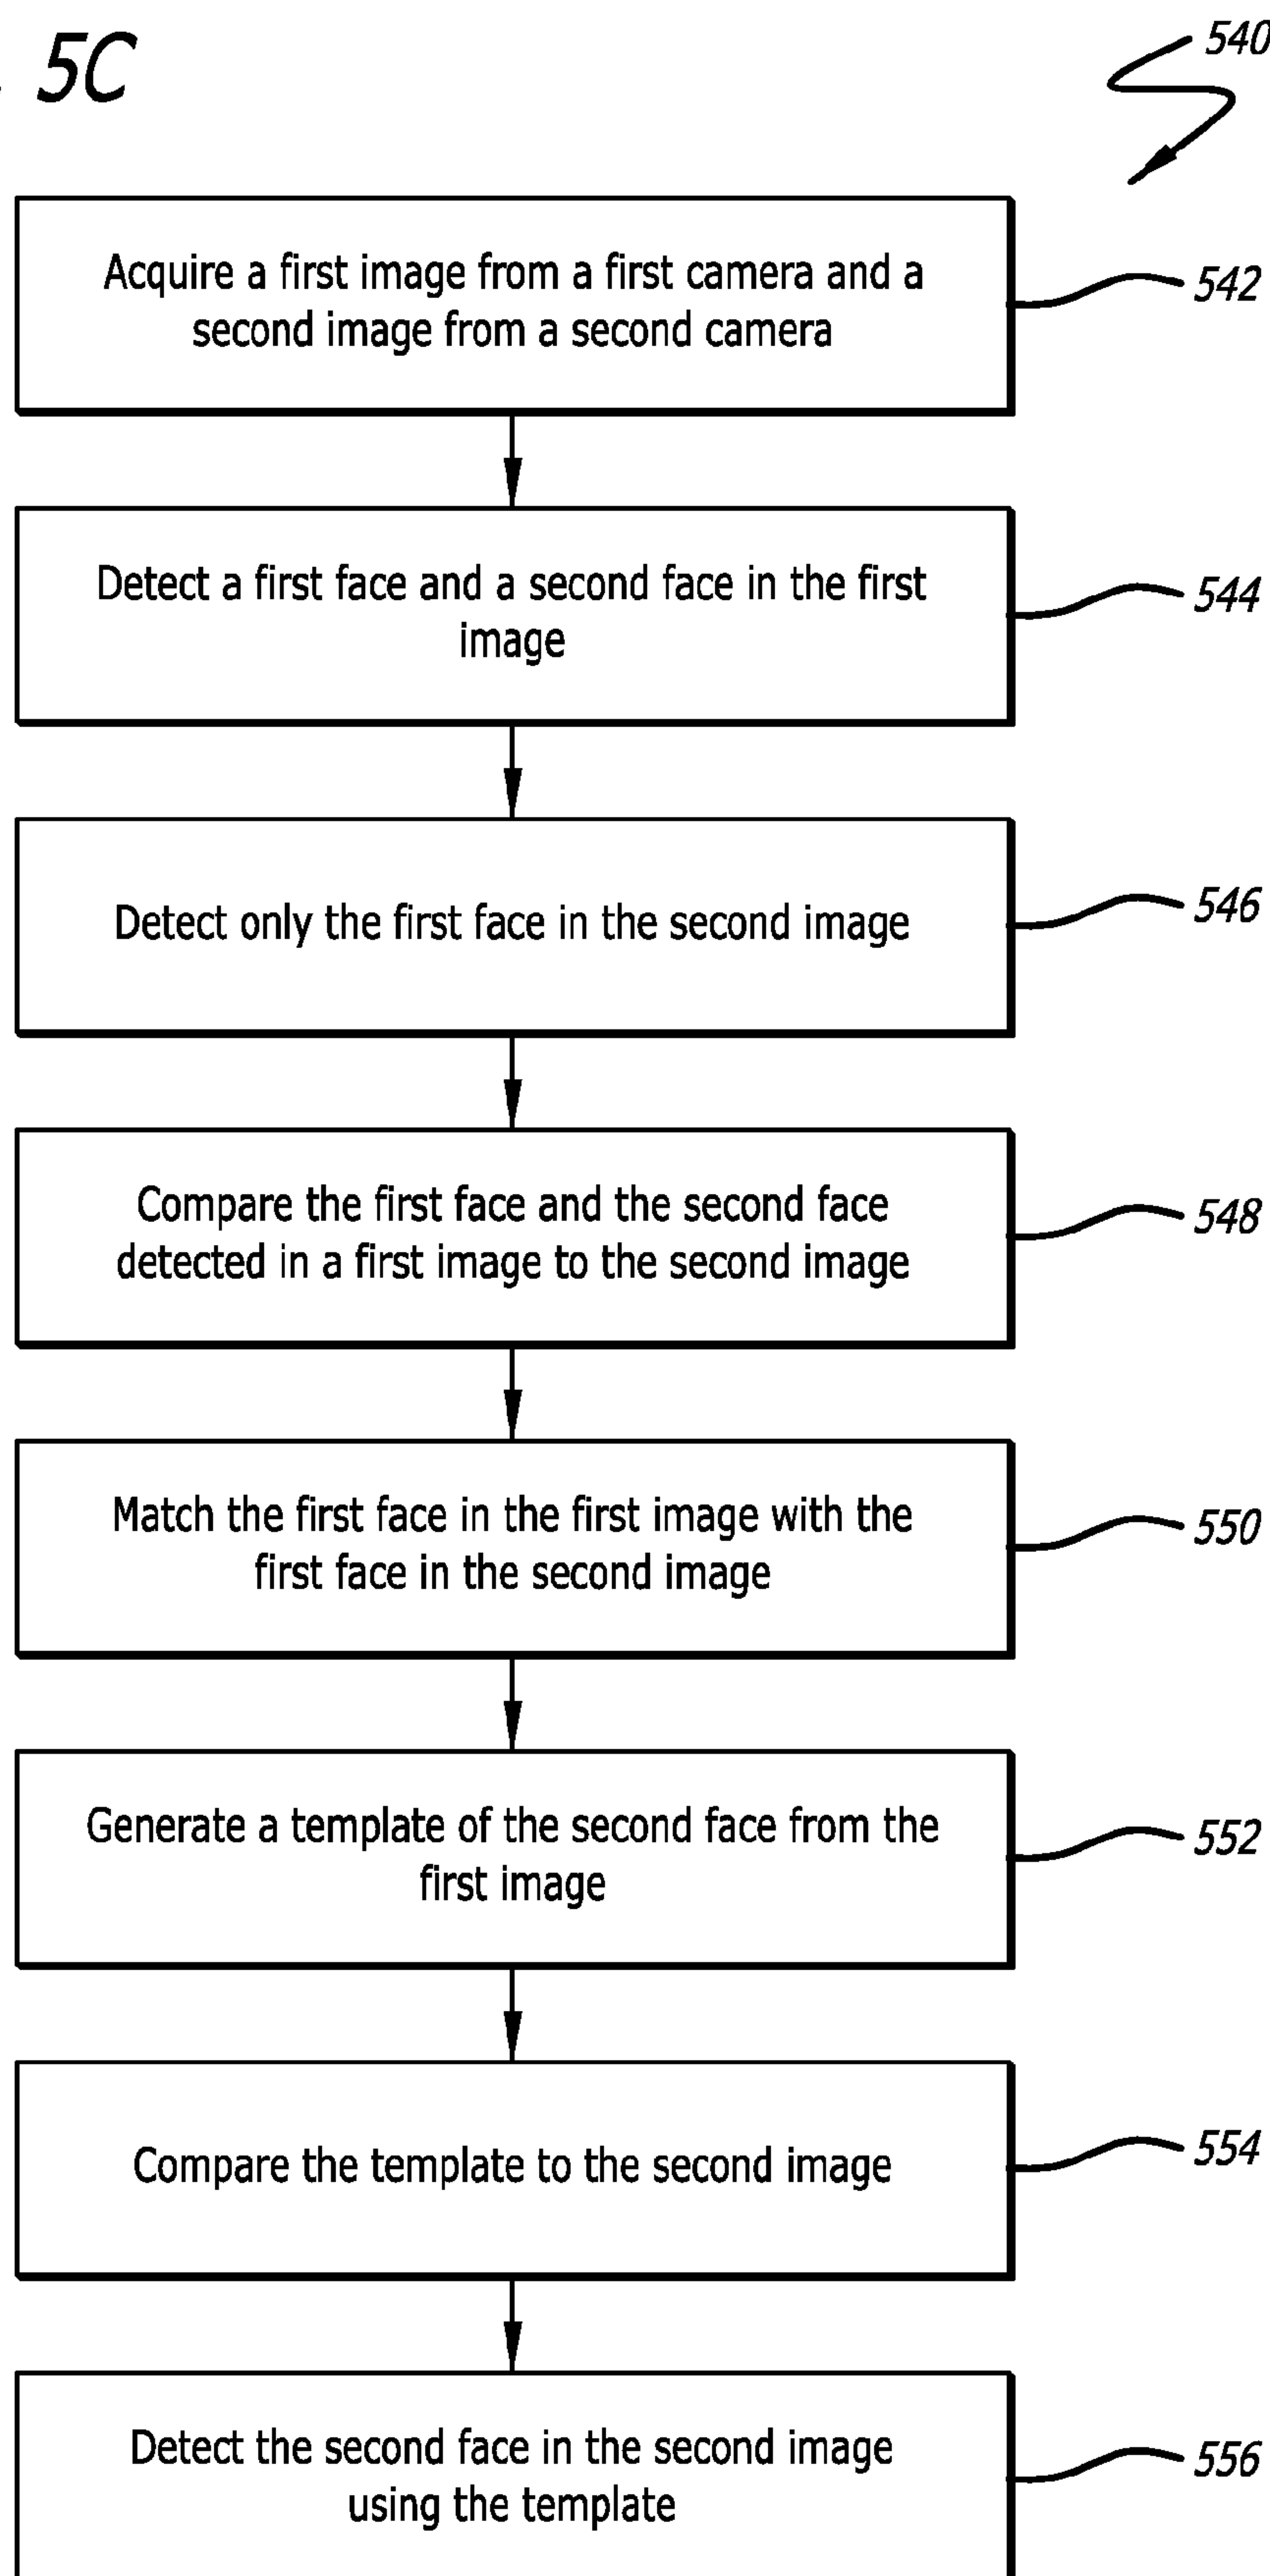 5C
540
Acquire a first image from a first camera and a
second image from a second camera
542
Detect a first face and a second face in the first
image
544
Detect only the first face in the second image
546
Compare the first face and the second face
detected in a first image to the second image
548
Match the first face in the first image with the
first face in the second image
550
Generate a template of the second face from the
first image
552
Compare the template to the second image
554
Detect the second face in the second image
using the template
556